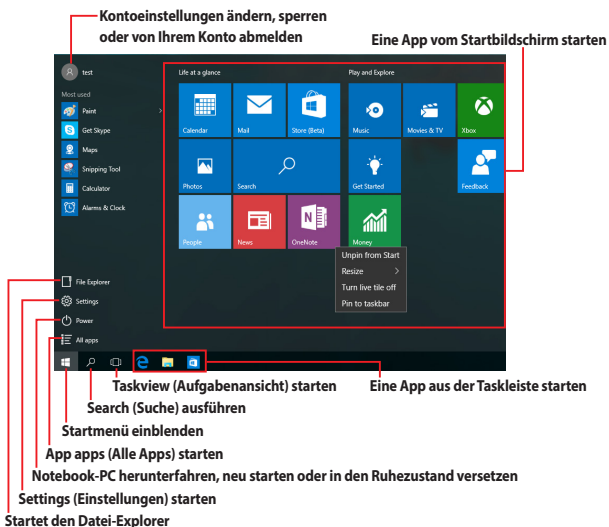 Kontoeinstellungen ändern, sperren
oder von Ihrem Konto abmelden
Eine App vom Startbildschirm starten
test
Most used
Paint
Get Skype
Maps
Snipping Tool
Calculator
Alarms & Clock
File Explorer
Settings
Power
All apps
Life at a glance
Play and Explore
Calendar
Mail
Store (Beta)
Music
Movies & TV
Xbox
Photos
Search
Get Started
Feedback
People
News
OneNote
Money
Unpin from Start
Resize
Turn live tile off
Pin to taskbar
Taskview (Aufgabenansicht) starten
Eine App aus der Taskleiste starten
Search (Suche) ausführen
Startmenü einblenden
App apps (Alle Apps) starten
Notebook-PC herunterfahren, neu starten oder in den Ruhezustand versetzen
Settings (Einstellungen) starten
Startet den Datei-Explorer